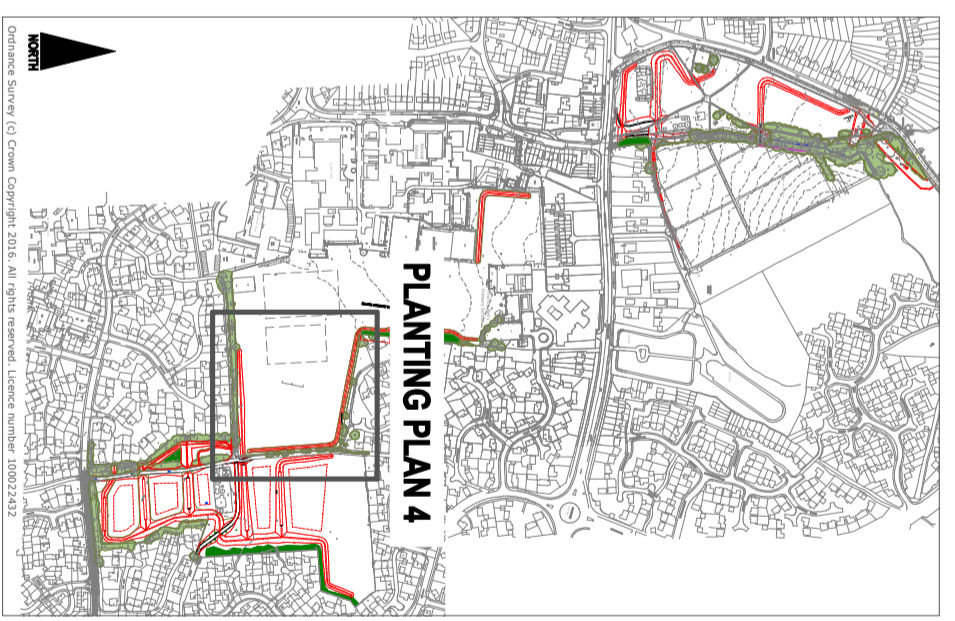 NORTH
PLANTING PLAN 4
Ordnance Survey (c) Crown Copyright 2016. All rights reserved. Licence number 100022432